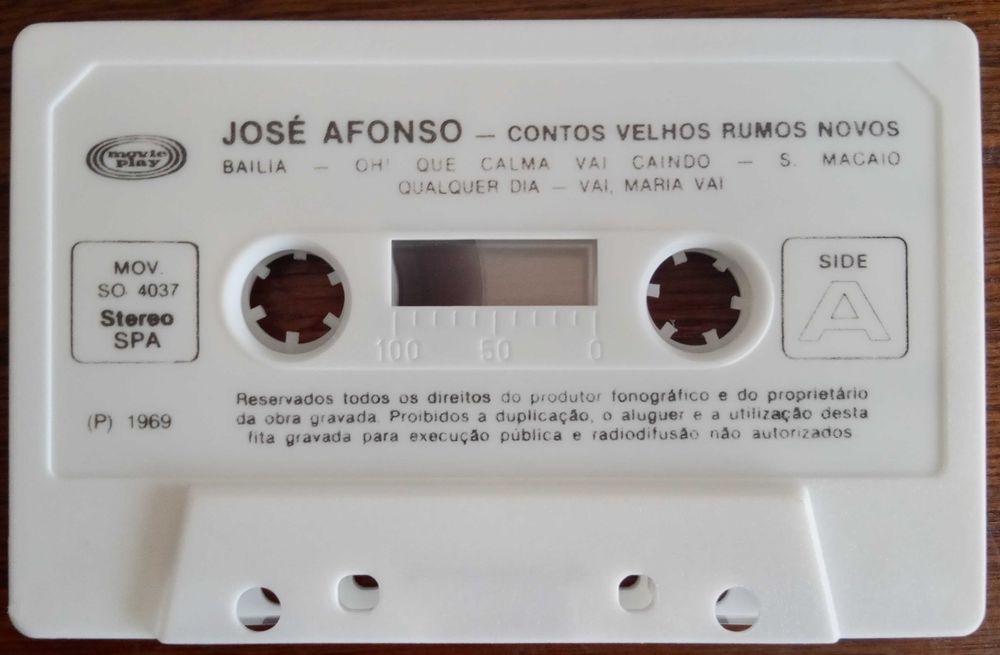 movie
play
JOSÉ AFONSO — CONTOS VELHOS RUMOS NOVOS
BAILIA — OH! QUE CALMA VAI CAINDO — S. MACAIO
QUALQUER DIA — VAI, MARIA VAI
MOV.
SO 4037
Stereo
SPA
SIDE
A
100 50 0
(P) 1969
Reservados todos os direitos do produtor fonográfico e do proprietário
da obra gravada. Proibidos a duplicação, o aluguer e a utilização desta
fita gravada para execução pública e radiodifusão não autorizados